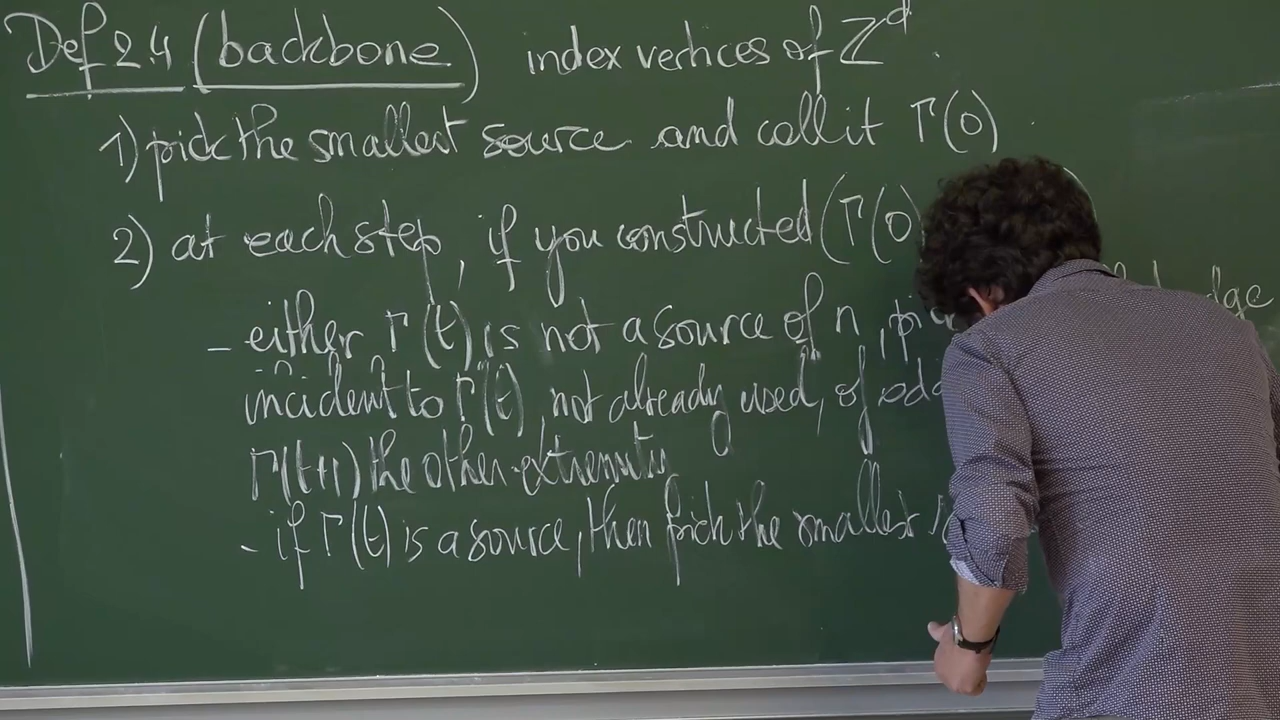 Def 2.4 (backbone) index vertices of ℤ^d.
1) pick the smallest source and call it Γ(0)
2) at each step, if you constructed (Γ(0)
- either Γ(t) is not a source of n, edge
incident to Γ(t), not already used, of odd
Γ(t+1) the other extremity
- if Γ(t) is a source, then pick the smallest